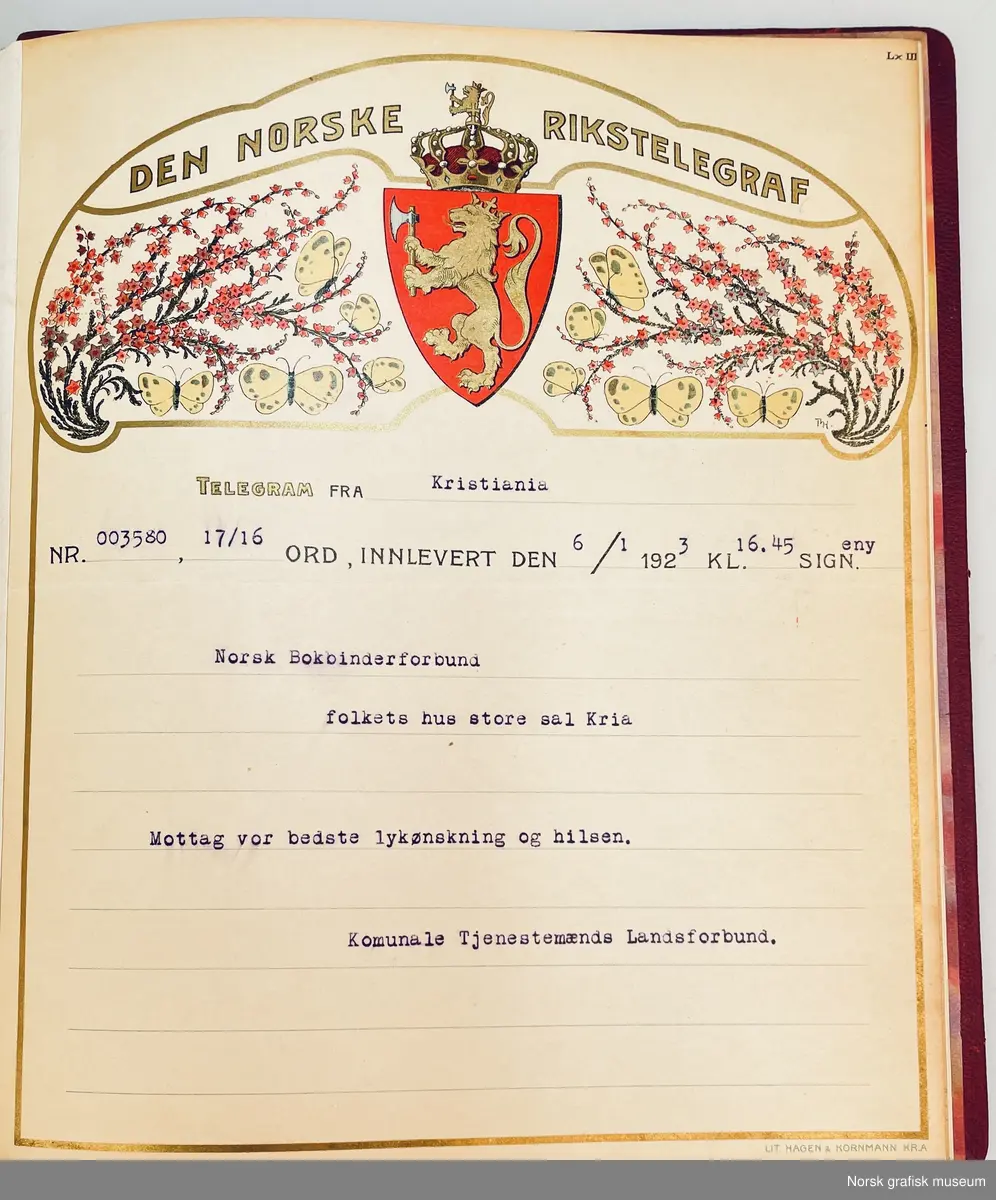 Lx III
DEN NORSKE RIKSTELEGRAF
TELEGRAM FRA Kristiania
NR. 003580, 17/16 ORD, INNLEVERT DEN 6/1 1923 KL. 16.45 SIGN. eny
Norsk Bokbinderforbund
folkets hus store sal Kria
Mottag vor bedste lykønskning og hilsen.
Komunale Tjenestemænds Landsforbund.
LIT. HAGEN & KORNMANN KR.A
Norsk grafisk museum